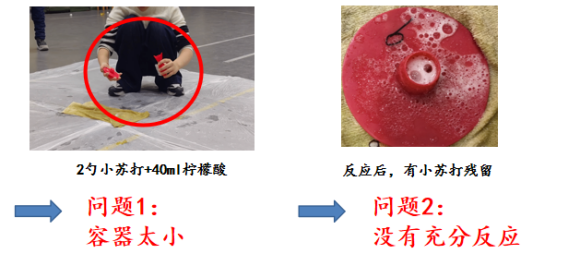 2勺小苏打+40ml柠檬酸
反应后，有小苏打残留
问题1：
容器太小
问题2：
没有充分反应